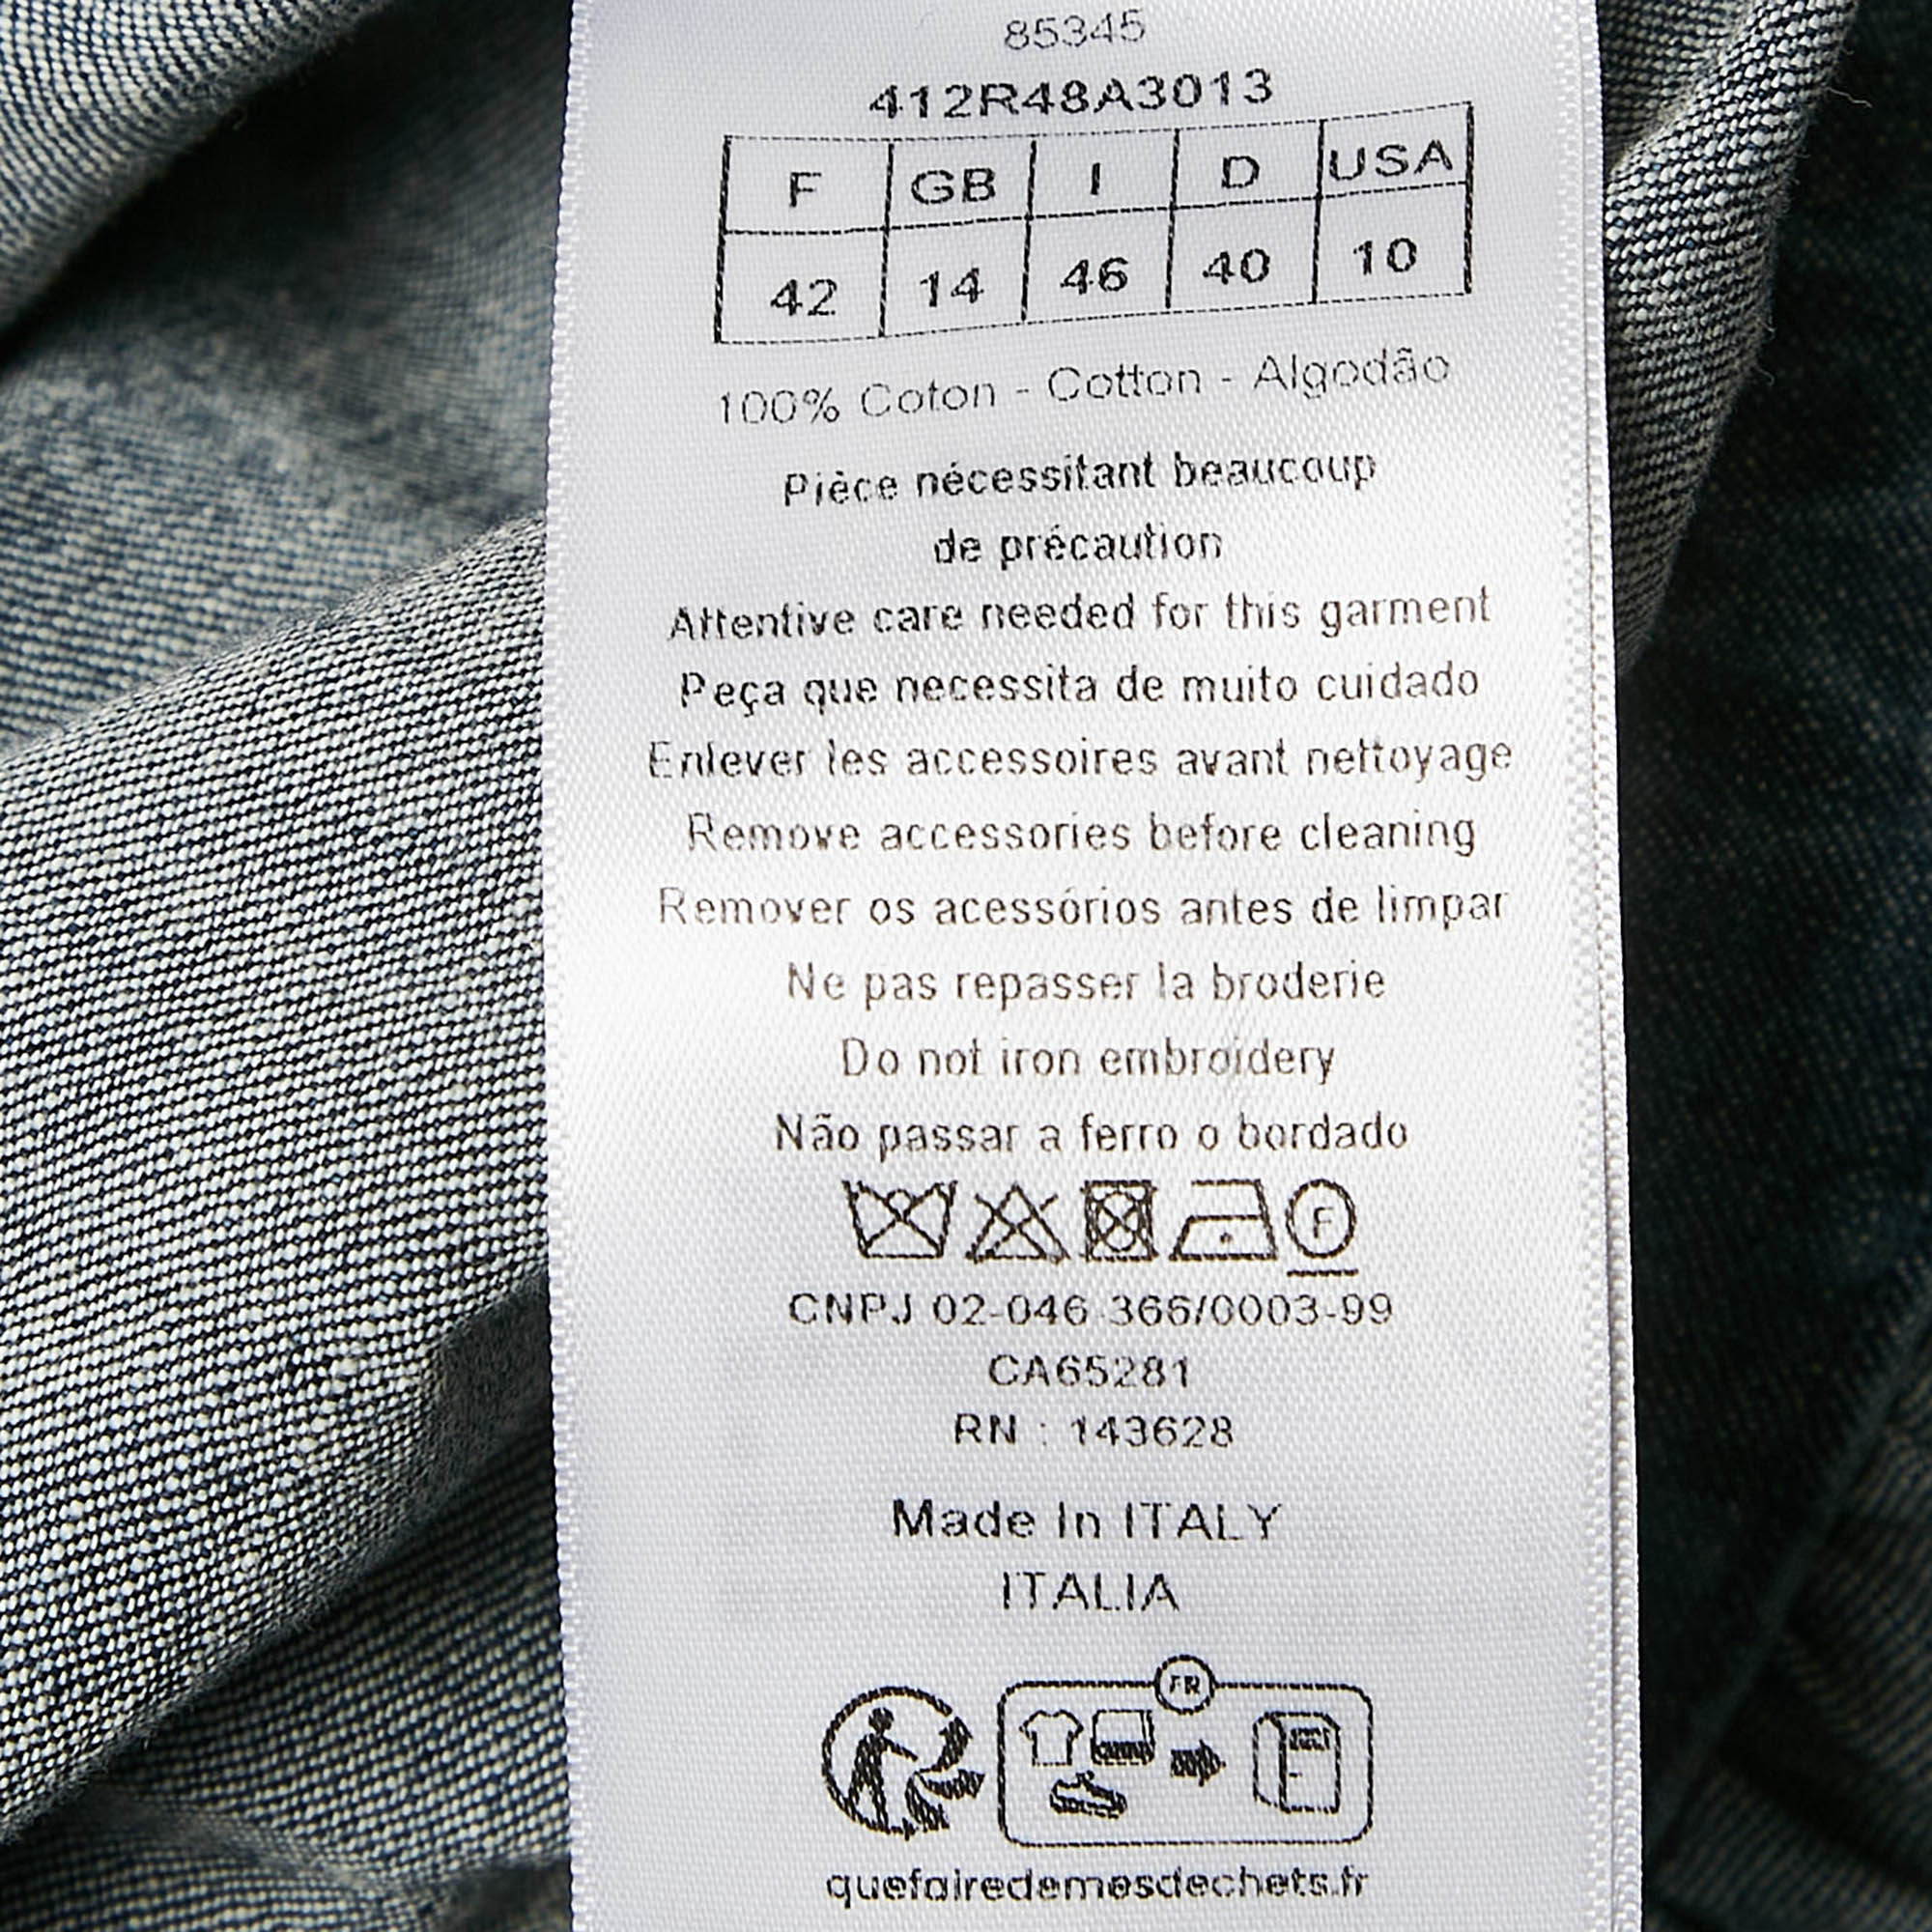 85345
412R48A3013
F GB I D USA
42 14 46 40 10
100% Coton - Cotton - Algodão
Pièce nécessitant beaucoup
de précaution
Attentive care needed for this garment
Peça que necessita de muito cuidado
Enlever les accessoires avant nettoyage
Remove accessories before cleaning
Remover os acessórios antes de limpar
Ne pas repasser la broderie
Do not iron embroidery
Não passar a ferro o bordado
F
CNPJ 02-046 366/0003-99
CA65281
RN : 143628
Made In ITALY
ITALIA
FR
quefairedemesdechets.fr